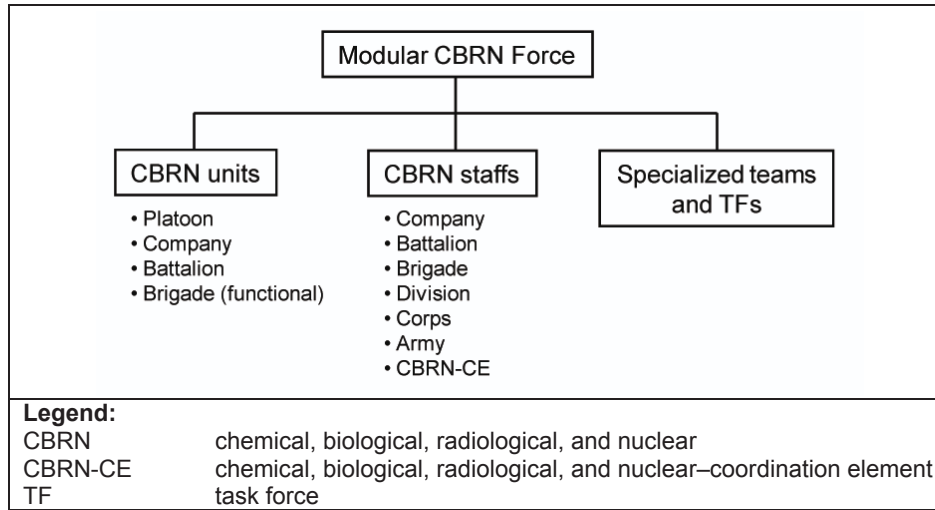 Modular CBRN Force
CBRN units
• Platoon
• Company
• Battalion
• Brigade (functional)
CBRN staffs
• Company
• Battalion
• Brigade
• Division
• Corps
• Army
• CBRN-CE
Specialized teams
and TFs
Legend:
CBRN chemical, biological, radiological, and nuclear
CBRN-CE chemical, biological, radiological, and nuclear–coordination element
TF task force